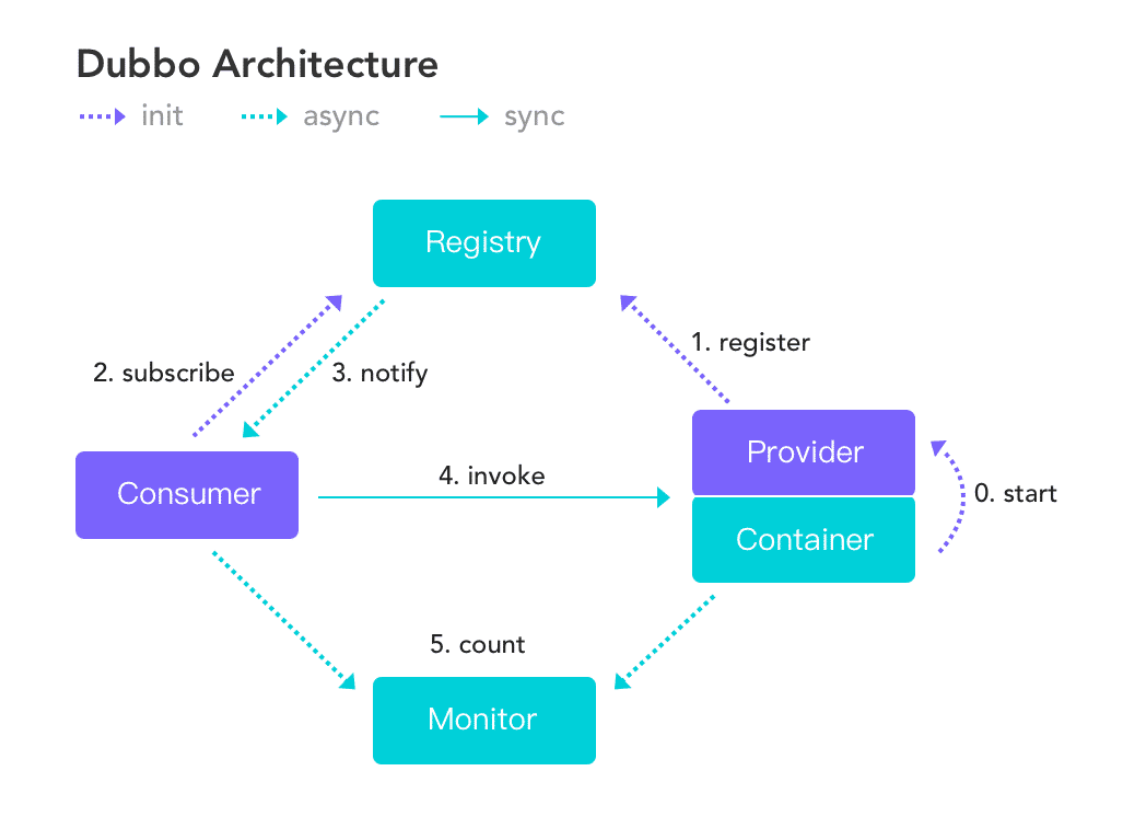 Dubbo Architecture
init async sync
Registry
1. register
2. subscribe
3. notify
Provider
4. invoke
Consumer
0. start
Container
5. count
Monitor